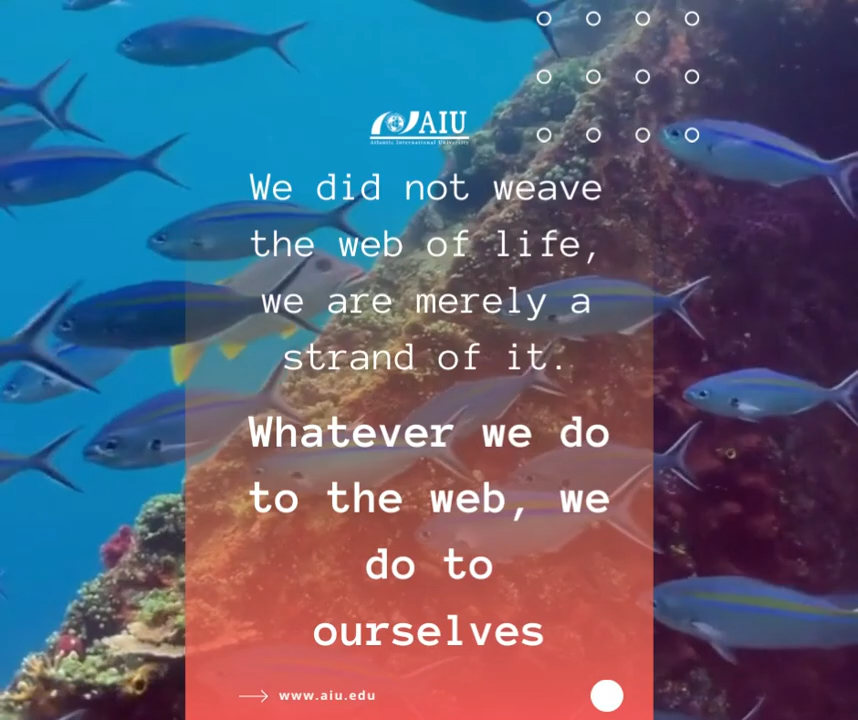 AIU
Atlantic International University
We did not weave
the web of life,
we are merely a
strand of it.
Whatever we do
to the web, we
do to
ourselves
www.aiu.edu